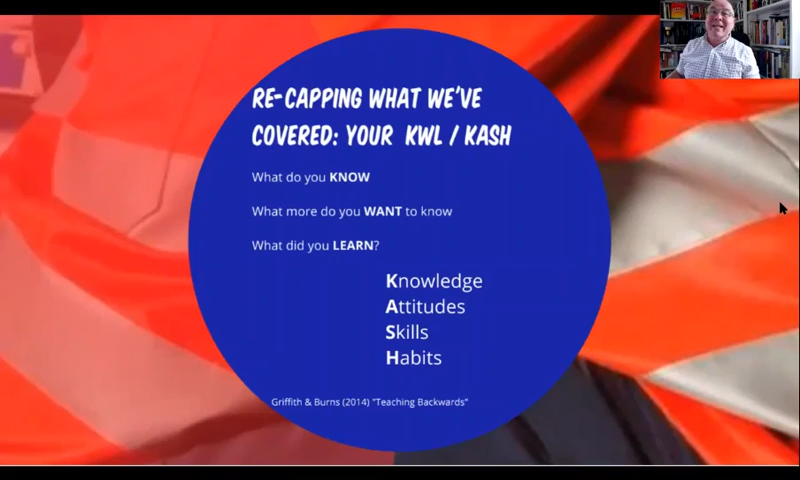 RE-CAPPING WHAT WE'VE
COVERED: YOUR KWL / KASH
What do you KNOW
What more do you WANT to know
What did you LEARN?
Knowledge
Attitudes
Skills
Habits
Griffith & Burns (2014) "Teaching Backwards"